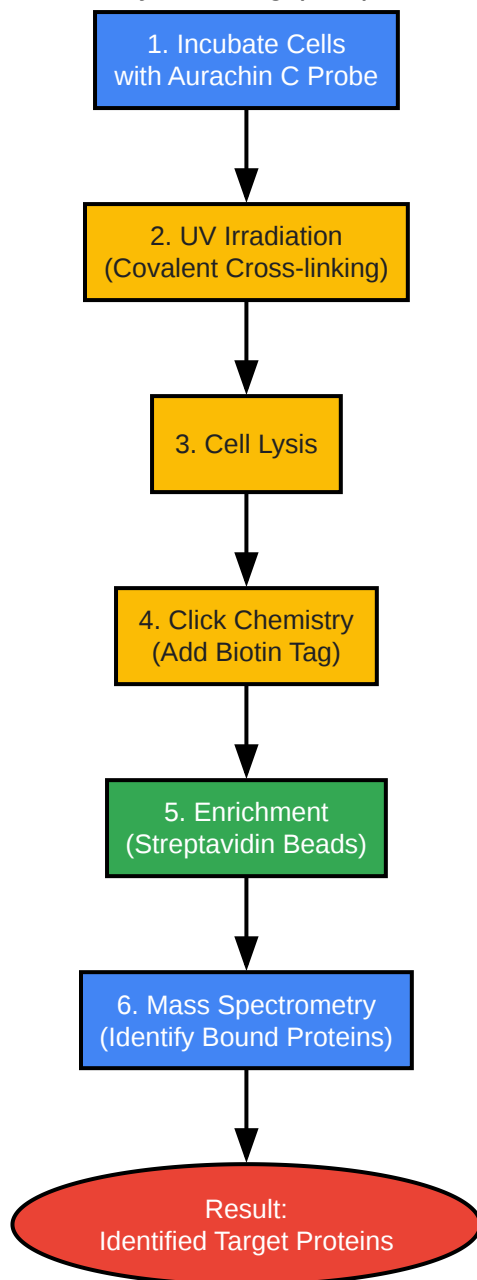 1. Incubate Cells
with Aurachin C Probe
2. UV Irradiation
(Covalent Cross-linking)
3. Cell Lysis
4. Click Chemistry
(Add Biotin Tag)
5. Enrichment
(Streptavidin Beads)
6. Mass Spectrometry
(Identify Bound Proteins)
Result:
Identified Target Proteins